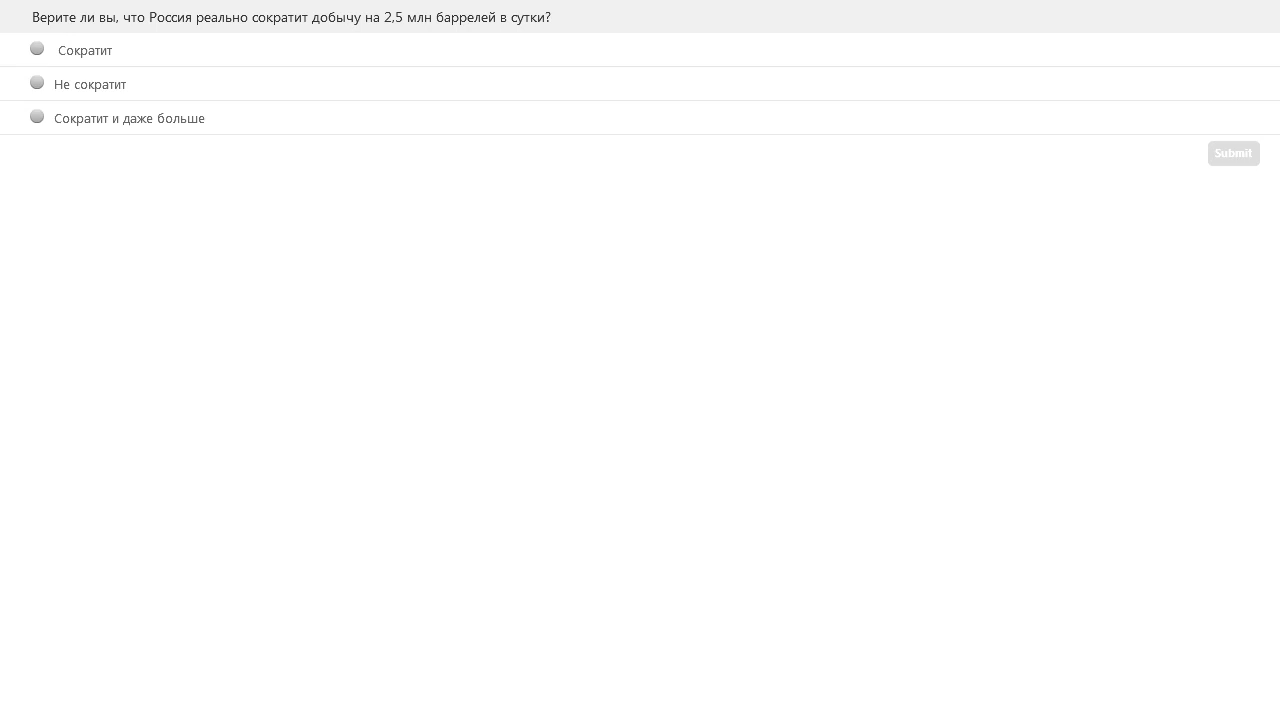 Верите ли вы, что Россия реально сократит добычу на 2,5 млн баррелей в сутки?
Сократит
Не сократит
Сократит и даже больше
Submit